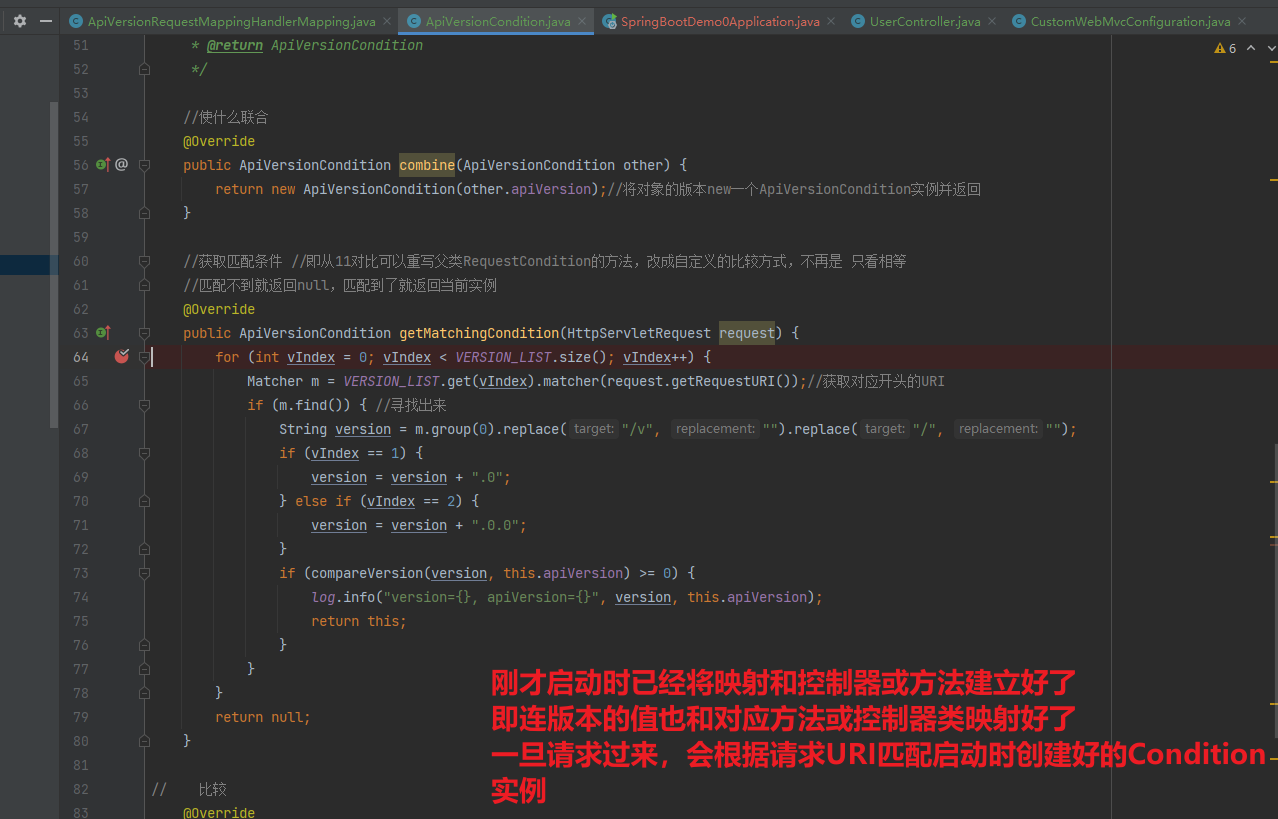 ApiVersionRequestMappingHandlerMapping.java
ApiVersionCondition.java
SpringBootDemo0Application.java
UserController.java
CustomWebMvcConfiguration.java
6
51 * @return ApiVersionCondition
52 */
53
54 //使什么联合
55 @Override
56 @ public ApiVersionCondition combine(ApiVersionCondition other) {
57 return new ApiVersionCondition(other.apiVersion);//将对象的版本new一个ApiVersionCondition实例并返回
58 }
59
60 //获取匹配条件 //即从11对比可以重写父类RequestCondition的方法，改成自定义的比较方式，不再是 只看相等
61 //匹配不到就返回null，匹配到了就返回当前实例
62 @Override
63 public ApiVersionCondition getMatchingCondition(HttpServletRequest request) {
64 for (int vIndex = 0; vIndex < VERSION_LIST.size(); vIndex++) {
65 Matcher m = VERSION_LIST.get(vIndex).matcher(request.getRequestURI());//获取对应开头的URI
66 if (m.find()) { //寻找出来
67 String version = m.group(0).replace( target: "/v", replacement: "").replace( target: "/", replacement: "");
68 if (vIndex == 1) {
69 version = version + ".0";
70 } else if (vIndex == 2) {
71 version = version + ".0.0";
72 }
73 if (compareVersion(version, this.apiVersion) >= 0) {
74 log.info("version={}, apiVersion={}", version, this.apiVersion);
75 return this;
76 }
77 }
78 }
79 return null;
80 }
81
82 // 比较
83 @Override
刚才启动时已经将映射和控制器或方法建立好了
即连版本的值也和对应方法或控制器类映射好了
一旦请求过来，会根据请求URI匹配启动时创建好的Condition
实例